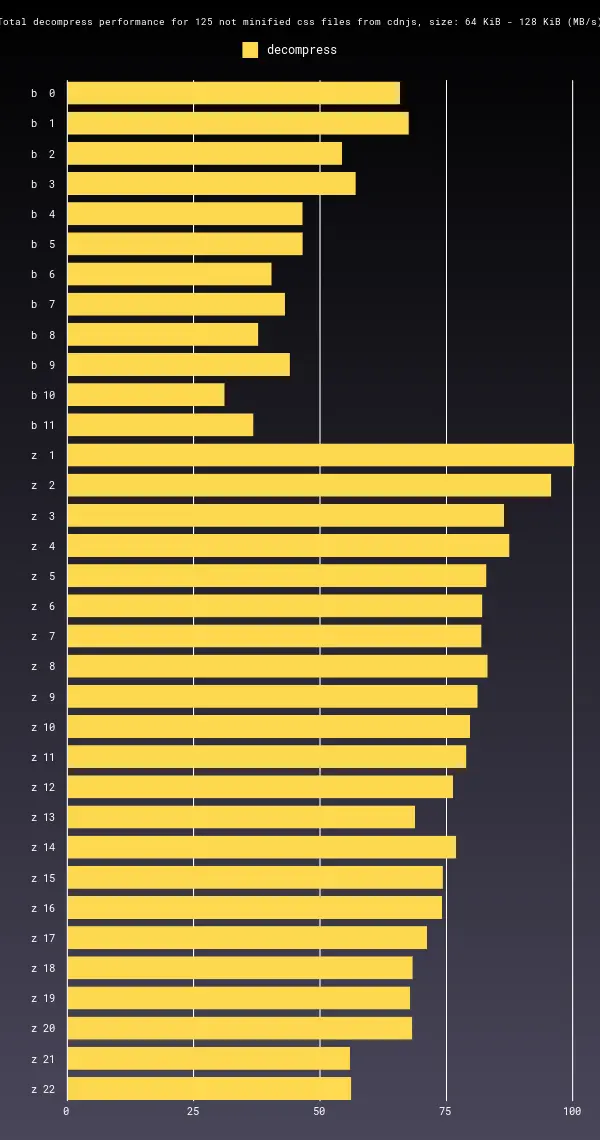 Total decompress performance for 125 not minified css files from cdnjs, size: 64 KiB - 128 KiB (MB/s)
decompress
b 0
b 1
b 2
b 3
b 4
b 5
b 6
b 7
b 8
b 9
b 10
b 11
z 1
z 2
z 3
z 4
z 5
z 6
z 7
z 8
z 9
z 10
z 11
z 12
z 13
z 14
z 15
z 16
z 17
z 18
z 19
z 20
z 21
z 22
0 25 50 75 100